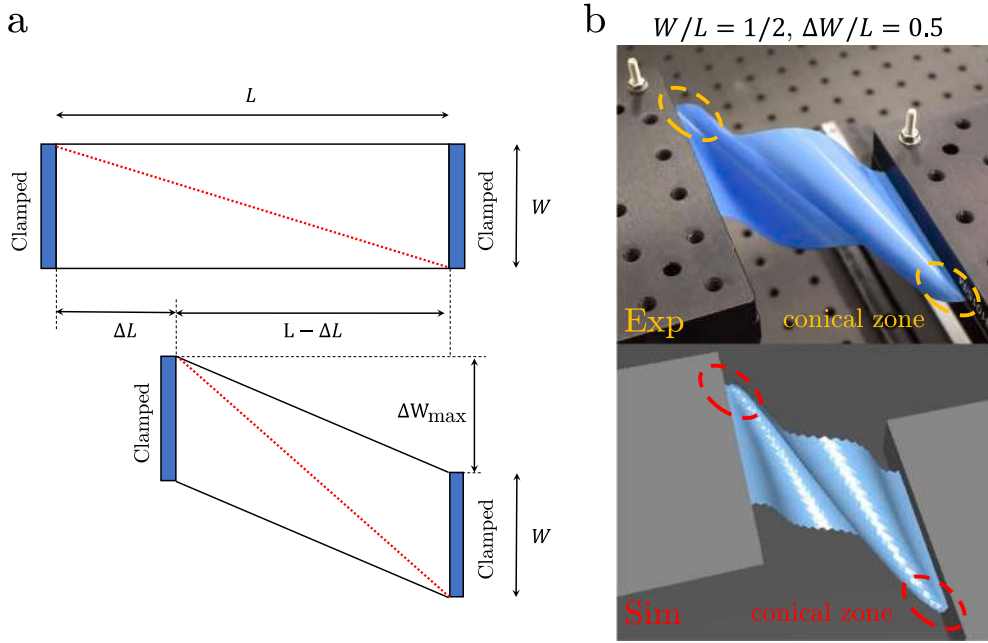 a
L
Clamped
Clamped
W
ΔL
L − ΔL
Clamped
ΔW_max
Clamped
W
b
W/L = 1/2, ΔW/L = 0.5
Exp
conical zone
Sim
conical zone